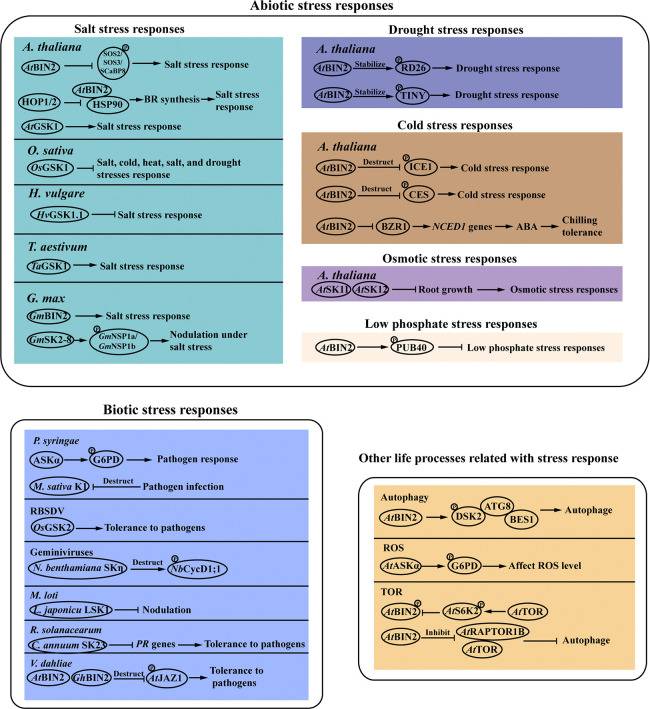 Abiotic stress responses
Salt stress responses
A. thaliana
AtBIN2
P
SOS2/
SOS3/
SCaBP8
Salt stress response
HOP1/2
AtBIN2
HSP90
BR synthesis
Salt stress
response
AtGSK1
Salt stress response
O. sativa
OsGSK1
Salt, cold, heat, salt, and drought
stresses response
H. vulgare
HvGSK1.1
Salt stress response
T. aestivum
TaGSK1
Salt stress response
G. max
GmBIN2
Salt stress response
GmSK2-8
P
GmNSP1a/
GmNSP1b
Nodulation under
salt stress
Drought stress responses
A. thaliana
AtBIN2
Stabilize
P
RD26
Drought stress response
AtBIN2
Stabilize
P
TINY
Drought stress response
Cold stress responses
A. thaliana
AtBIN2
Destruct
P
ICE1
Cold stress response
AtBIN2
Destruct
P
CES
Cold stress response
AtBIN2
BZR1
NCED1 genes
ABA
Chilling
tolerance
Osmotic stress responses
A. thaliana
AtSK11
AtSK12
Root growth
Osmotic stress responses
Low phosphate stress responses
AtBIN2
P
PUB40
Low phosphate stress responses
Biotic stress responses
P. syringae
ASKα
P
G6PD
Pathogen response
M. sativa K1
Destruct
Pathogen infection
RBSDV
OsGSK2
Tolerance to pathogens
Geminiviruses
N. benthamiana SKη
Destruct
P
NbCycD1;1
M. loti
L. japonicu LSK1
Nodulation
R. solanacearum
C. annuum SK23
PR genes
Tolerance to pathogens
V. dahliae
AtBIN2
GhBIN2
Destruct
P
AtJAZ1
Tolerance to
pathogens
Other life processes related with stress response
Autophagy
AtBIN2
P
DSK2
ATG8
BES1
Autophage
ROS
AtASKα
P
G6PD
Affect ROS level
TOR
AtBIN2
P
AtS6K2
P
AtTOR
AtBIN2
Inhibit
AtRAPTOR1B
AtTOR
Autophage